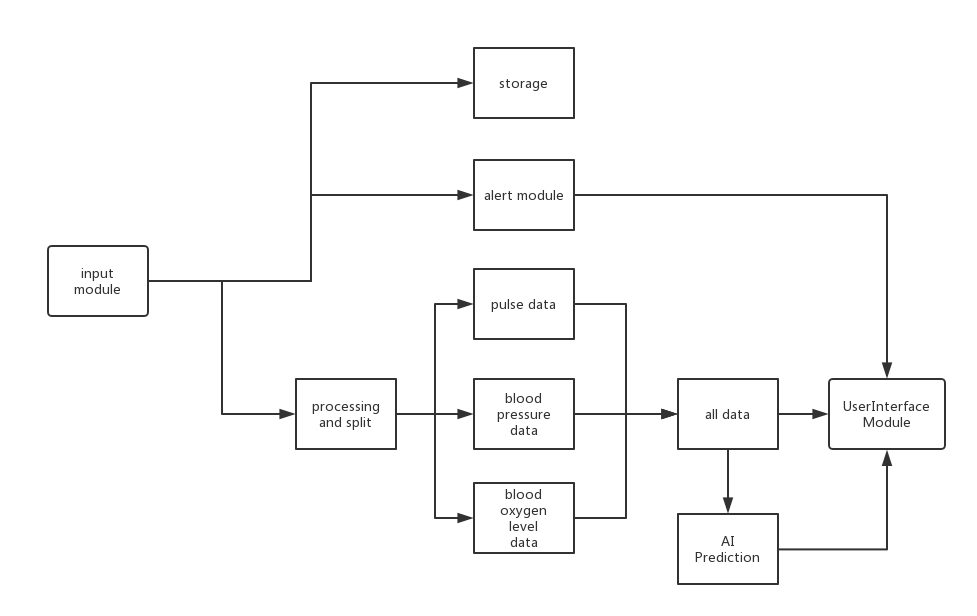 storage
alert module
input
module
pulse data
processing
and split
blood
pressure
data
all data
UserInterface
Module
blood
oxygen
level
data
AI
Prediction